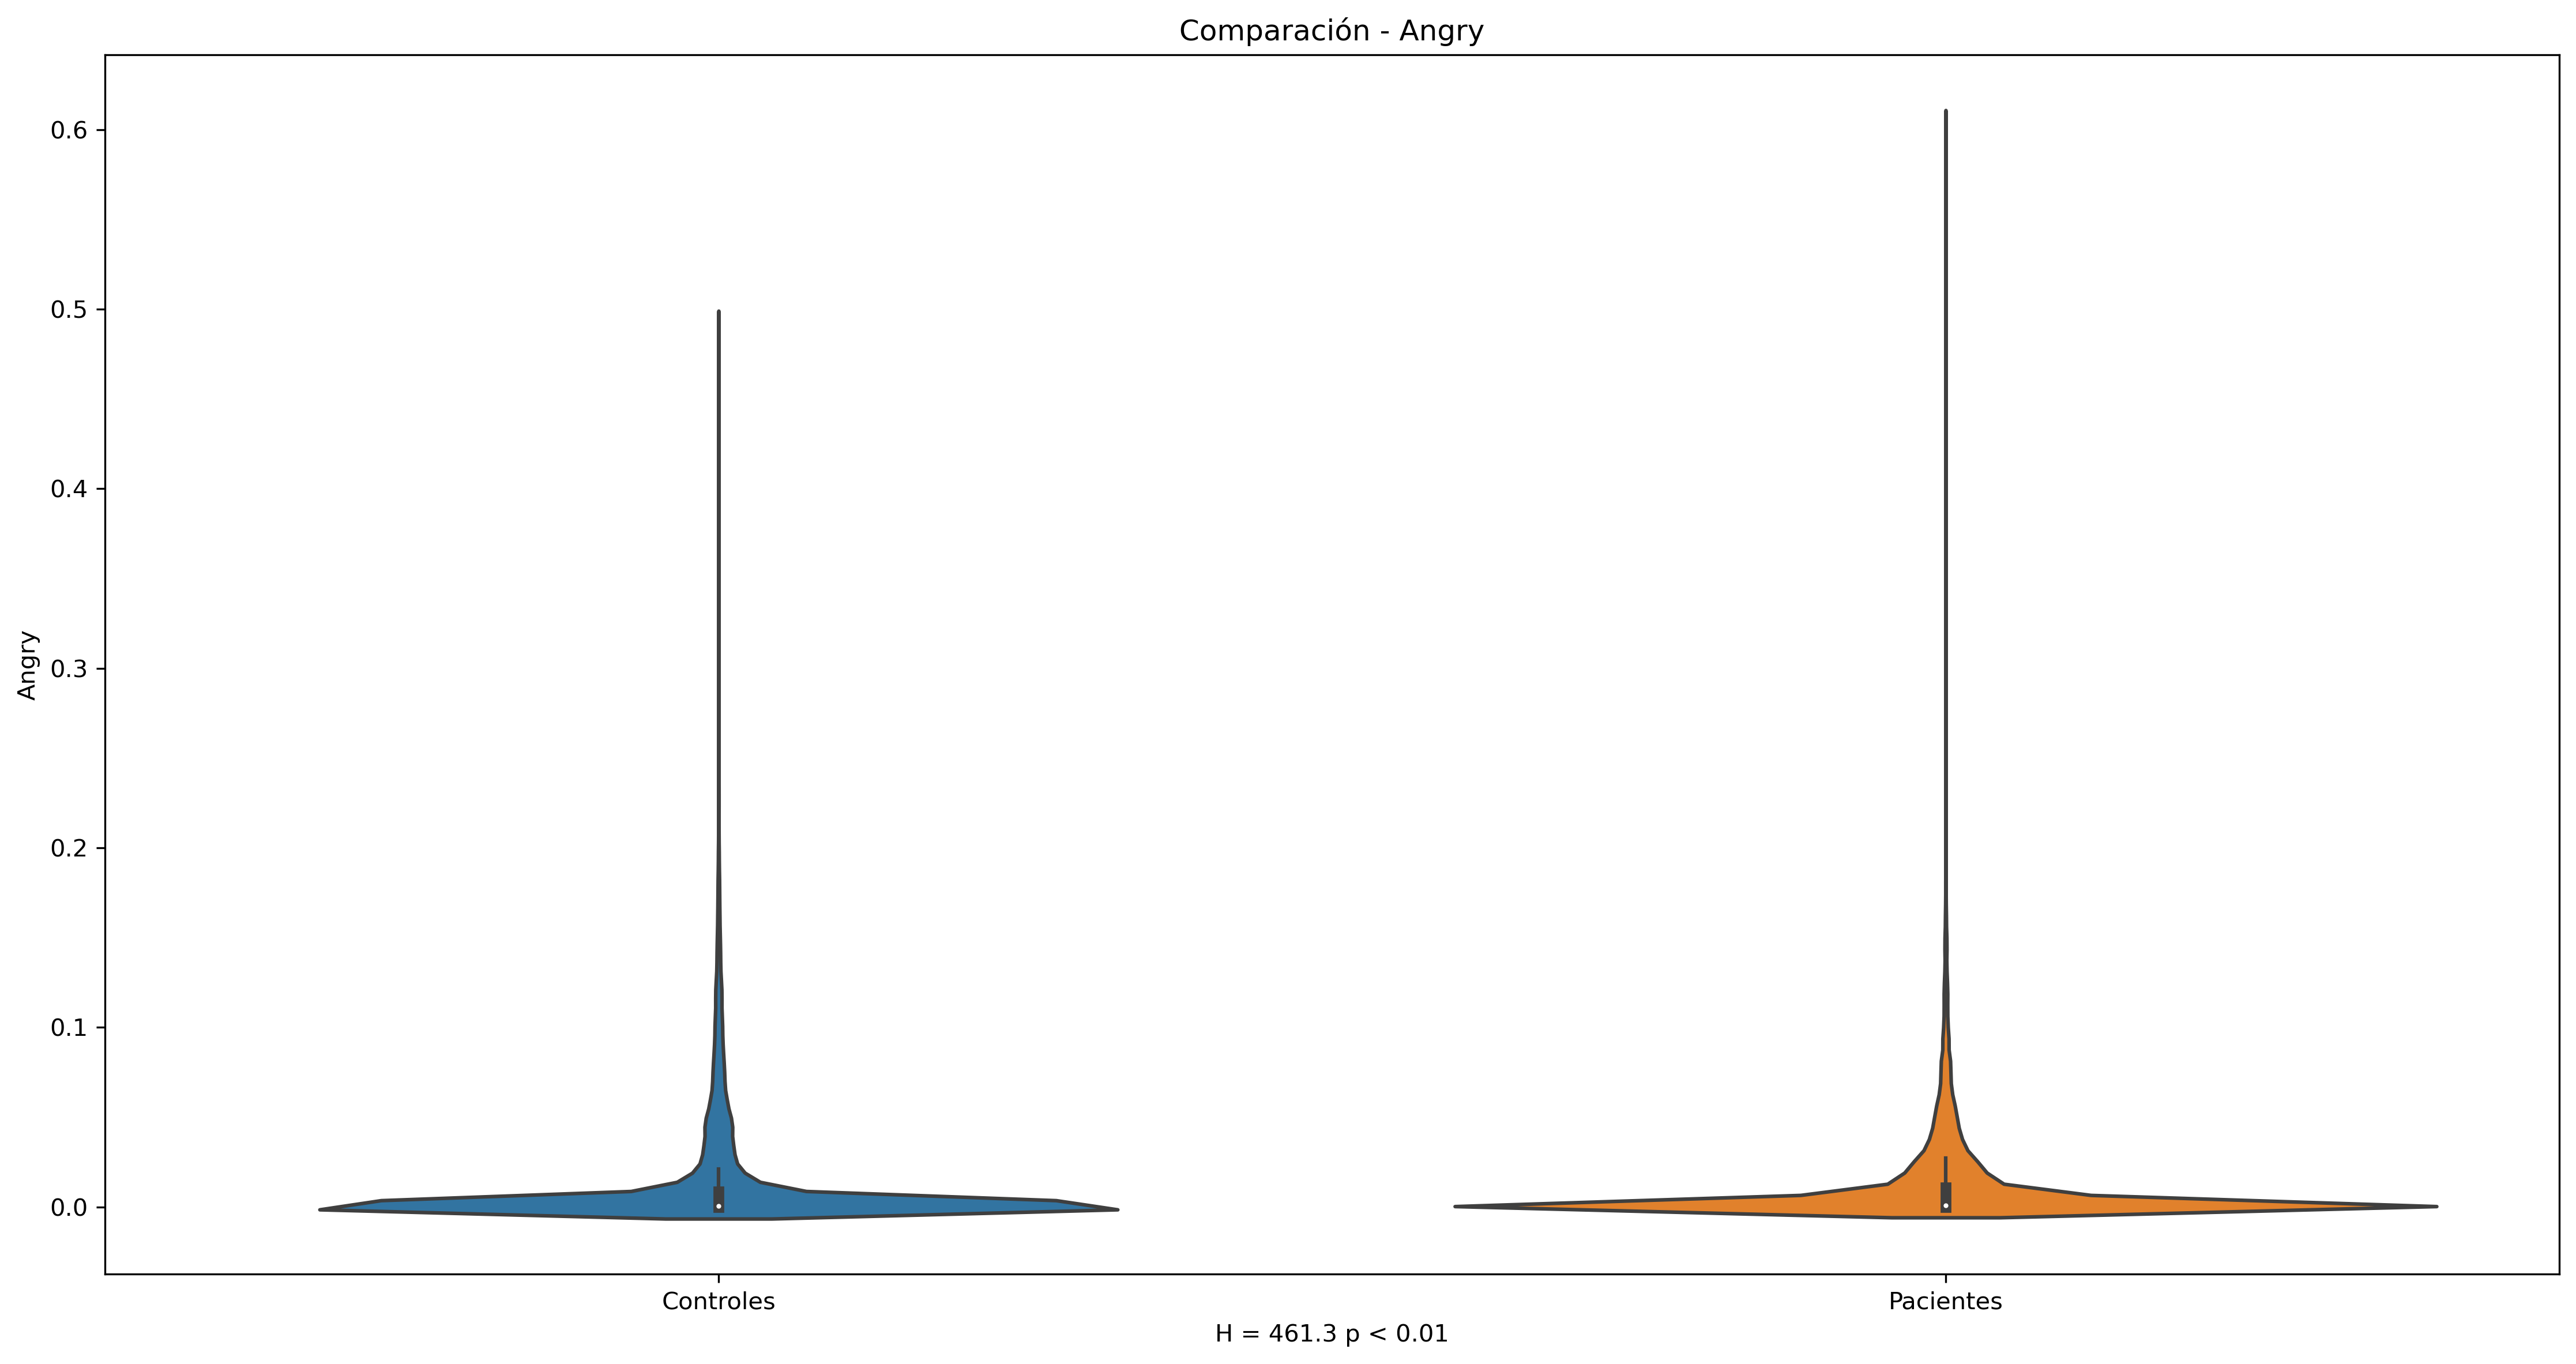 Comparación - Angry
Angry
0.6
0.5
0.4
0.3
0.2
0.1
0.0
Controles
Pacientes
H = 461.3 p < 0.01